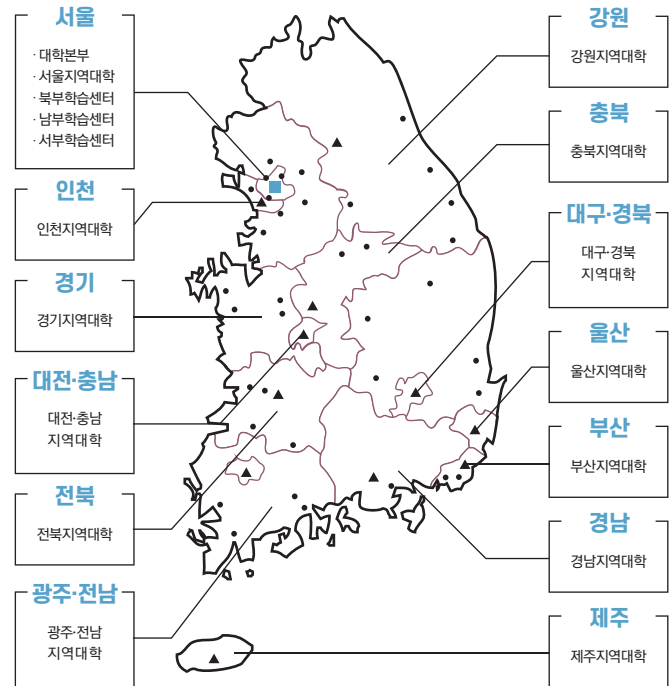 서울
· 대학본부
· 서울지역대학
· 북부학습센터
· 남부학습센터
· 서부학습센터
인천
인천지역대학
경기
경기지역대학
대전·충남
대전·충남
지역대학
전북
전북지역대학
광주·전남
광주·전남
지역대학
강원
강원지역대학
충북
충북지역대학
대구·경북
대구·경북
지역대학
울산
울산지역대학
부산
부산지역대학
경남
경남지역대학
제주
제주지역대학